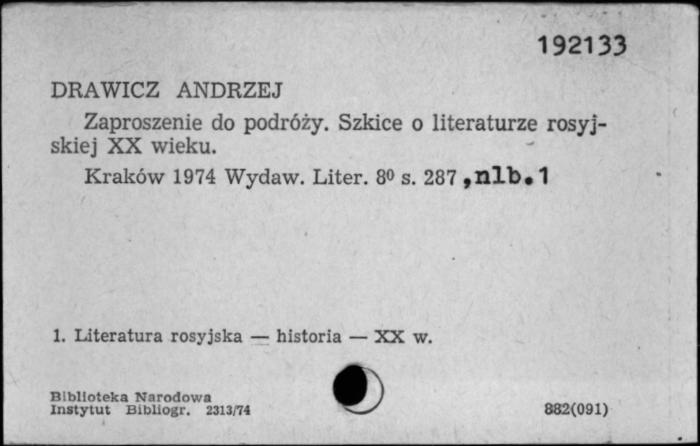 192133
DRAWICZ ANDRZEJ
Zaproszenie do podróży. Szkice o literaturze rosyj-
skiej XX wieku.
Kraków 1974 Wydaw. Liter. 8⁰ s. 287 ,nlb.1
1. Literatura rosyjska — historia — XX w.
Biblioteka Narodowa
Instytut Bibliogr. 2313/74
882(091)